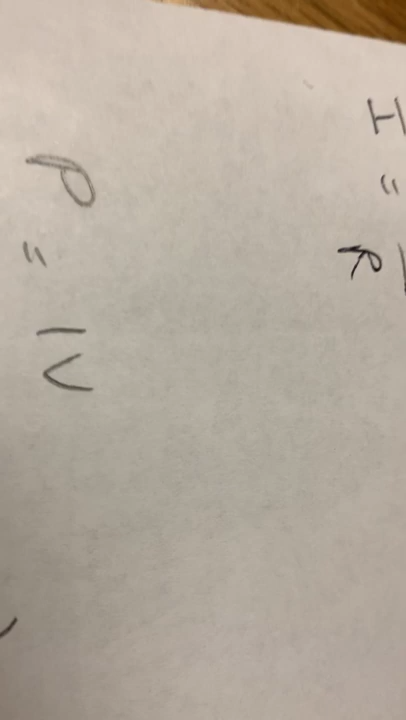 I = R
P = IV